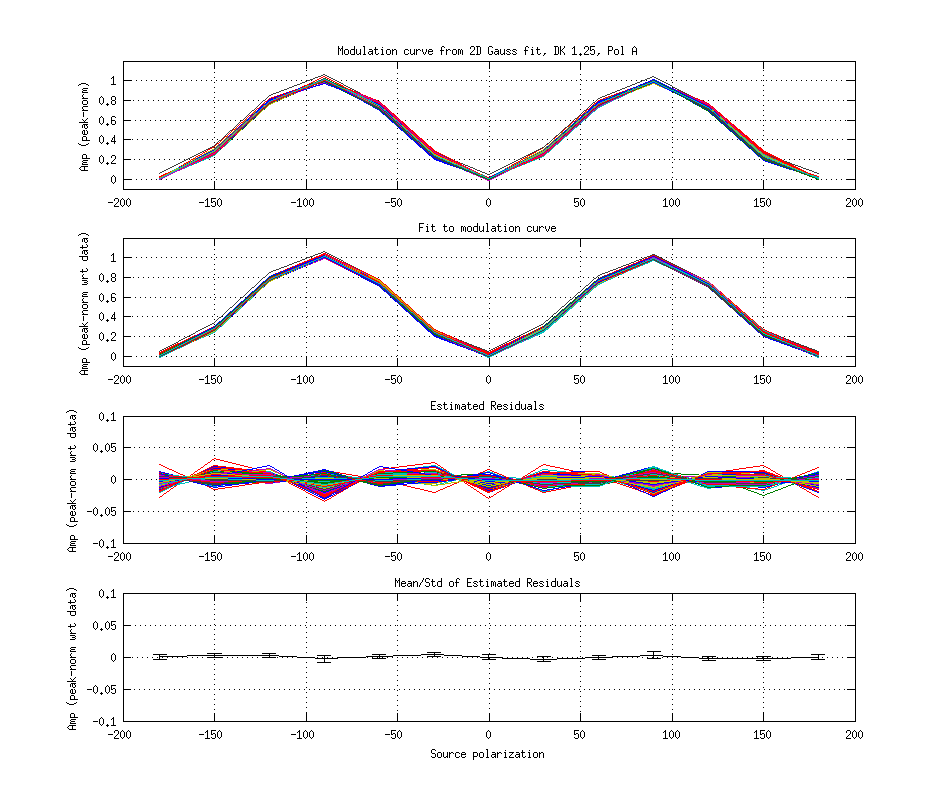 Modulation curve from 2D Gauss fit, DK 1.25, Pol A
Amp (peak-norm)
1
0.8
0.6
0.4
0.2
0
-200 -150 -100 -50 0 50 100 150 200
Fit to modulation curve
Amp (peak-norm wrt data)
1
0.8
0.6
0.4
0.2
0
-200 -150 -100 -50 0 50 100 150 200
Estimated Residuals
Amp (peak-norm wrt data)
0.1
0.05
0
-0.05
-0.1
-200 -150 -100 -50 0 50 100 150 200
Mean/Std of Estimated Residuals
Amp (peak-norm wrt data)
0.1
0.05
0
-0.05
-0.1
-200 -150 -100 -50 0 50 100 150 200
Source polarization